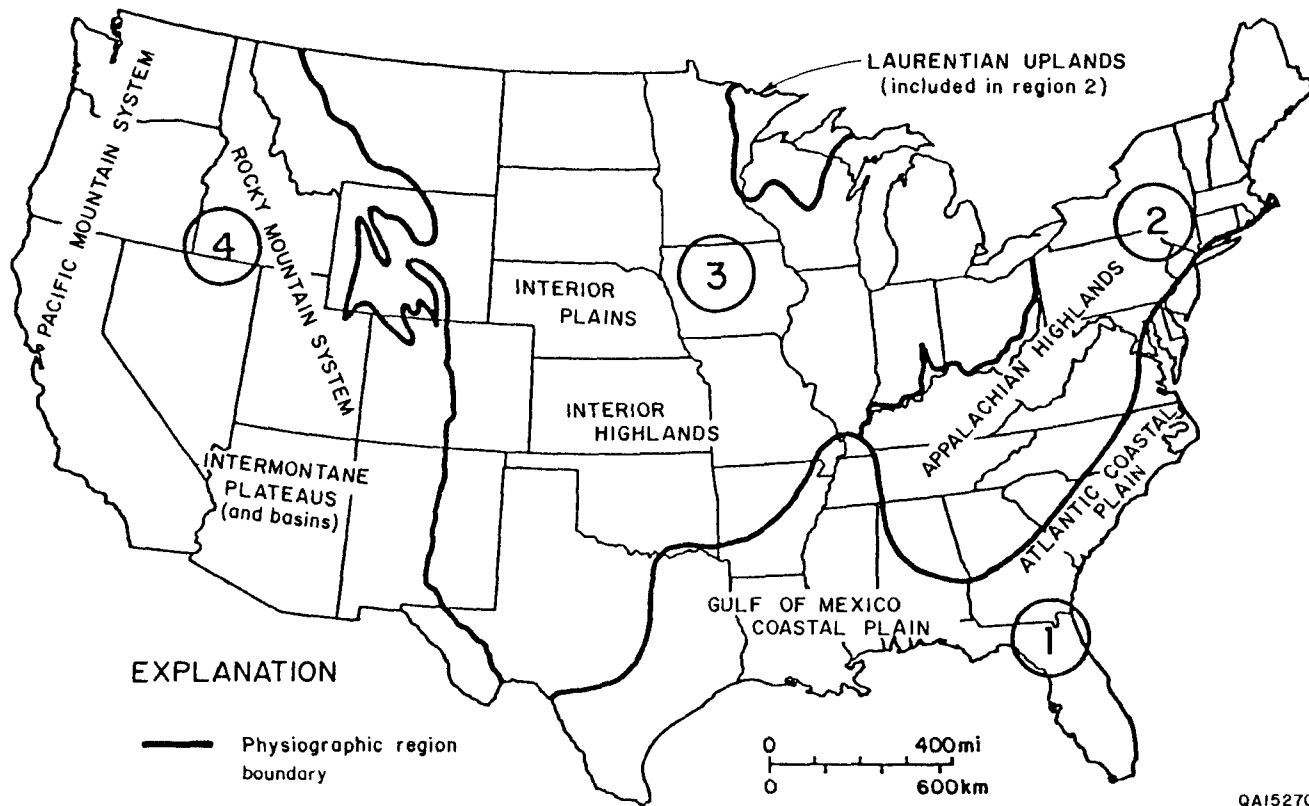 LAURENTIAN UPLANDS
(included in region 2)
PACIFIC MOUNTAIN SYSTEM
ROCKY MOUNTAIN SYSTEM
4
3
2
INTERIOR
PLAINS
INTERIOR
HIGHLANDS
APPALACHIAN HIGHLANDS
ATLANTIC COASTAL
PLAIN
INTERMONTANE
PLATEAUS
(and basins)
GULF OF MEXICO
COASTAL PLAIN
1
EXPLANATION
Physiographic region
boundary
0 400mi
0 600km
QA15270